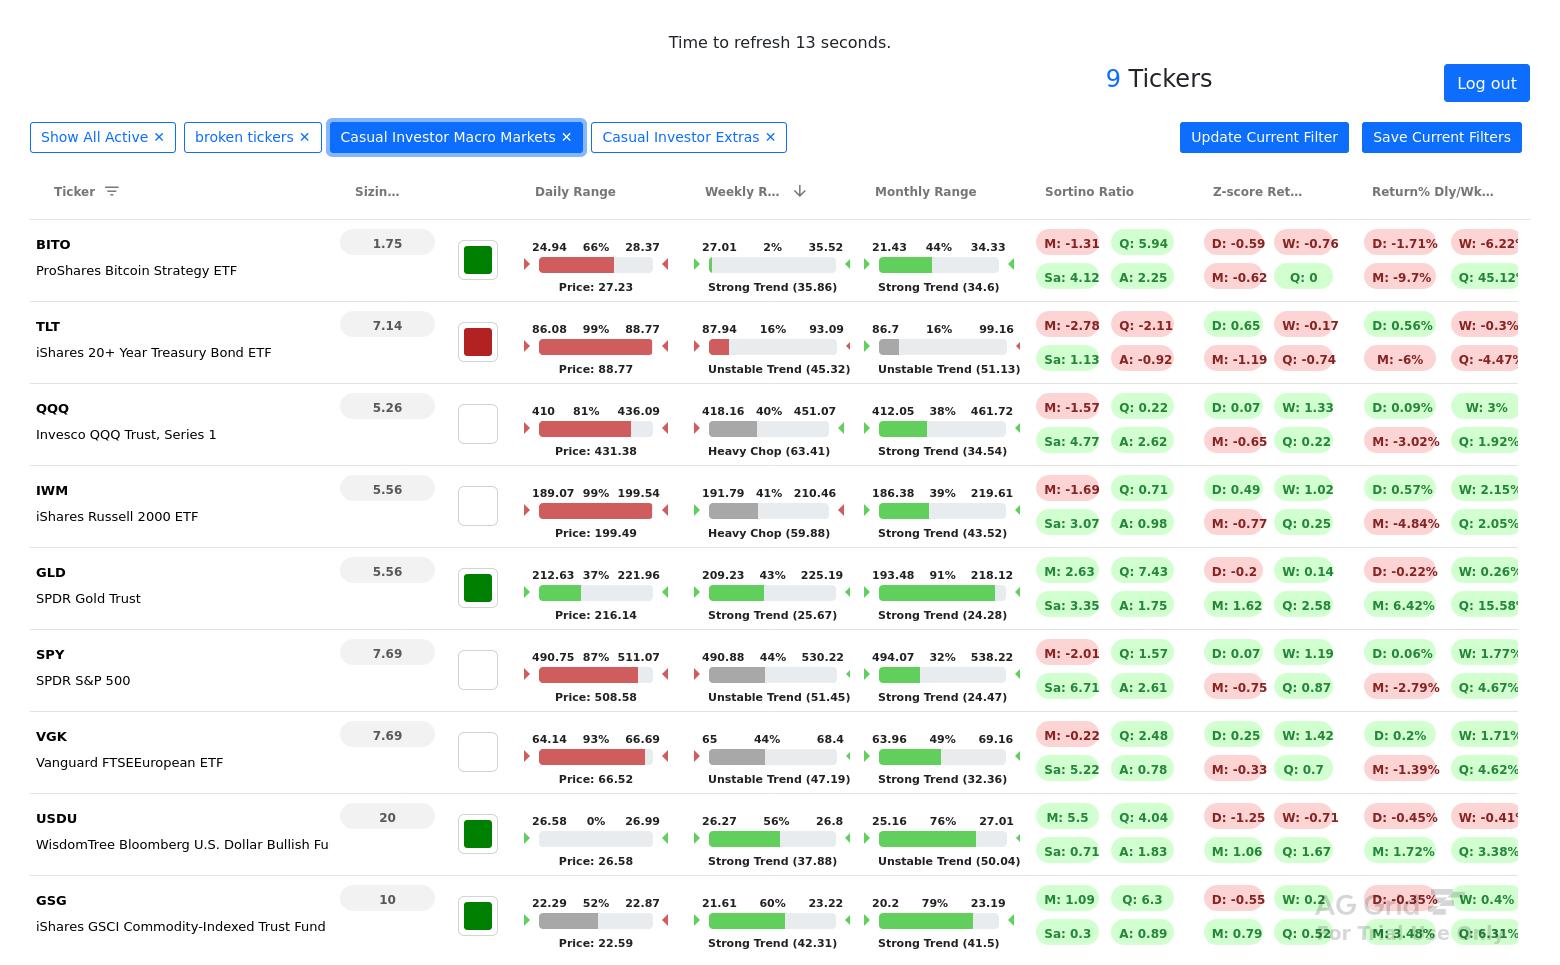 Time to refresh 13 seconds.
9 Tickers
Log out
Show All Active ✕ broken tickers ✕ Casual Investor Macro Markets ✕ Casual Investor Extras ✕ Update Current Filter Save Current Filters
Ticker Sizin... Daily Range Weekly R... Monthly Range Sortino Ratio Z-score Ret... Return% Dly/Wk...
BITO 1.75 24.94 66% 28.37 27.01 2% 35.52 21.43 44% 34.33 M: -1.31 Q: 5.94 D: -0.59 W: -0.76 D: -1.71% W: -6.22%
ProShares Bitcoin Strategy ETF Price: 27.23 Strong Trend (35.86) Strong Trend (34.6) Sa: 4.12 A: 2.25 M: -0.62 Q: 0 M: -9.7% Q: 45.12%
TLT 7.14 86.08 99% 88.77 87.94 16% 93.09 86.7 16% 99.16 M: -2.78 Q: -2.11 D: 0.65 W: -0.17 D: 0.56% W: -0.3%
iShares 20+ Year Treasury Bond ETF Price: 88.77 Unstable Trend (45.32) Unstable Trend (51.13) Sa: 1.13 A: -0.92 M: -1.19 Q: -0.74 M: -6% Q: -4.47%
QQQ 5.26 410 81% 436.09 418.16 40% 451.07 412.05 38% 461.72 M: -1.57 Q: 0.22 D: 0.07 W: 1.33 D: 0.09% W: 3%
Invesco QQQ Trust, Series 1 Price: 431.38 Heavy Chop (63.41) Strong Trend (34.54) Sa: 4.77 A: 2.62 M: -0.65 Q: 0.22 M: -3.02% Q: 1.92%
IWM 5.56 189.07 99% 199.54 191.79 41% 210.46 186.38 39% 219.61 M: -1.69 Q: 0.71 D: 0.49 W: 1.02 D: 0.57% W: 2.15%
iShares Russell 2000 ETF Price: 199.49 Heavy Chop (59.88) Strong Trend (43.52) Sa: 3.07 A: 0.98 M: -0.77 Q: 0.25 M: -4.84% Q: 2.05%
GLD 5.56 212.63 37% 221.96 209.23 43% 225.19 193.48 91% 218.12 M: 2.63 Q: 7.43 D: -0.2 W: 0.14 D: -0.22% W: 0.26%
SPDR Gold Trust Price: 216.14 Strong Trend (25.67) Strong Trend (24.28) Sa: 3.35 A: 1.75 M: 1.62 Q: 2.58 M: 6.42% Q: 15.58%
SPY 7.69 490.75 87% 511.07 490.88 44% 530.22 494.07 32% 538.22 M: -2.01 Q: 1.57 D: 0.07 W: 1.19 D: 0.06% W: 1.77%
SPDR S&P 500 Price: 508.58 Unstable Trend (51.45) Strong Trend (24.47) Sa: 6.71 A: 2.61 M: -0.75 Q: 0.87 M: -2.79% Q: 4.67%
VGK 7.69 64.14 93% 66.69 65 44% 68.4 63.96 49% 69.16 M: -0.22 Q: 2.48 D: 0.25 W: 1.42 D: 0.2% W: 1.71%
Vanguard FTSEEuropean ETF Price: 66.52 Unstable Trend (47.19) Strong Trend (32.36) Sa: 5.22 A: 0.78 M: -0.33 Q: 0.7 M: -1.39% Q: 4.62%
USDU 20 26.58 0% 26.99 26.27 56% 26.8 25.16 76% 27.01 M: 5.5 Q: 4.04 D: -1.25 W: -0.71 D: -0.45% W: -0.41%
WisdomTree Bloomberg U.S. Dollar Bullish Fu Price: 26.58 Strong Trend (37.88) Unstable Trend (50.04) Sa: 0.71 A: 1.83 M: 1.06 Q: 1.67 M: 1.72% Q: 3.38%
GSG 10 22.29 52% 22.87 21.61 60% 23.22 20.2 79% 23.19 M: 1.09 Q: 6.3 D: -0.55 W: 0.2 D: -0.35% W: 0.4%
iShares GSCI Commodity-Indexed Trust Fund Price: 22.59 Strong Trend (42.31) Strong Trend (41.5) Sa: 0.3 A: 0.89 M: 0.79 Q: 0.52 M: 3.48% Q: 6.31%
AG Grid
For Trial Use Only